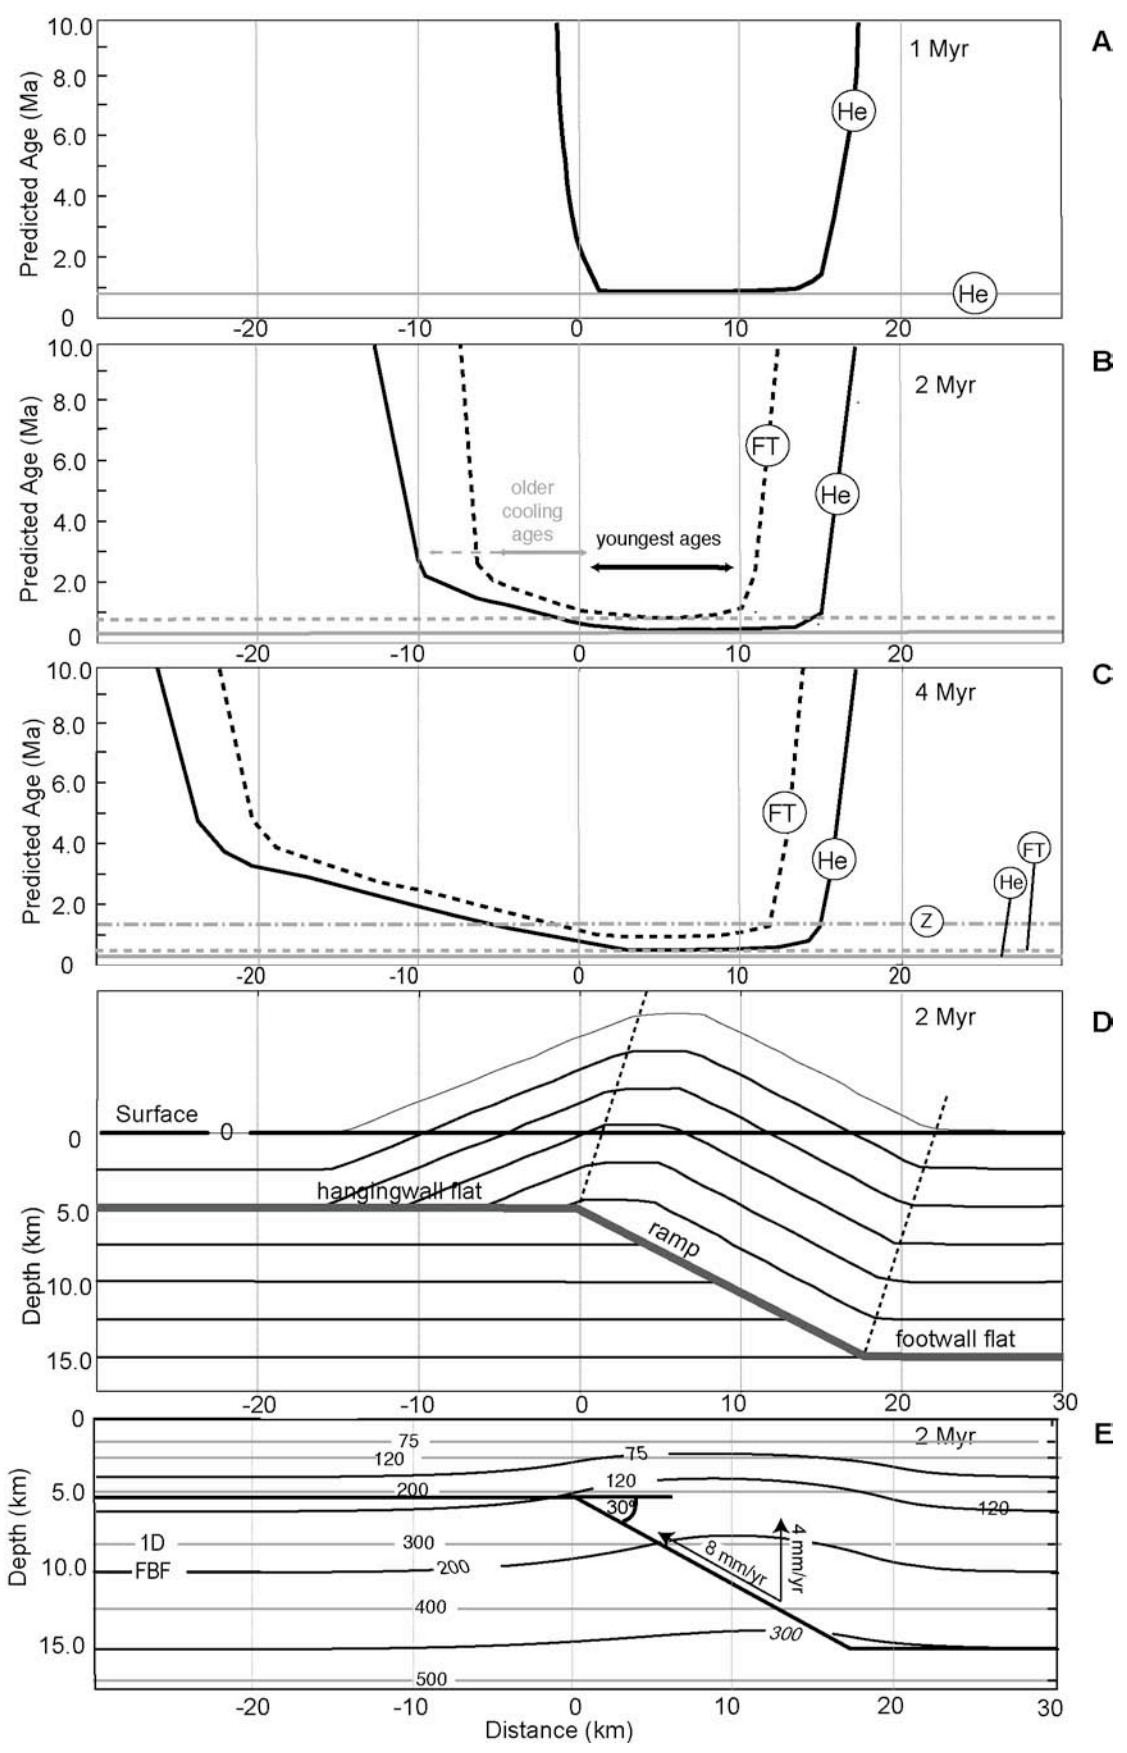 10.0
8.0
6.0
4.0
2.0
0
Predicted Age (Ma)
1 Myr
A
He
He
-20
-10
0
10
20
10.0
8.0
6.0
4.0
2.0
0
Predicted Age (Ma)
2 Myr
B
FT
He
older
cooling
ages
youngest ages
-20
-10
0
10
20
10.0
8.0
6.0
4.0
2.0
0
Predicted Age (Ma)
4 Myr
C
FT
He
FT
He
Z
-20
-10
0
10
20
2 Myr
D
Surface
0
0
hangingwall flat
5.0
ramp
10.0
footwall flat
15.0
Depth (km)
-20
-10
0
10
20
30
0
2 Myr
E
75
120
75
200
120
5.0
30°
120
1D
300
4 mm/yr
8 mm/yr
FBF
200
10.0
400
300
15.0
500
Depth (km)
-20
-10
0
10
20
30
Distance (km)